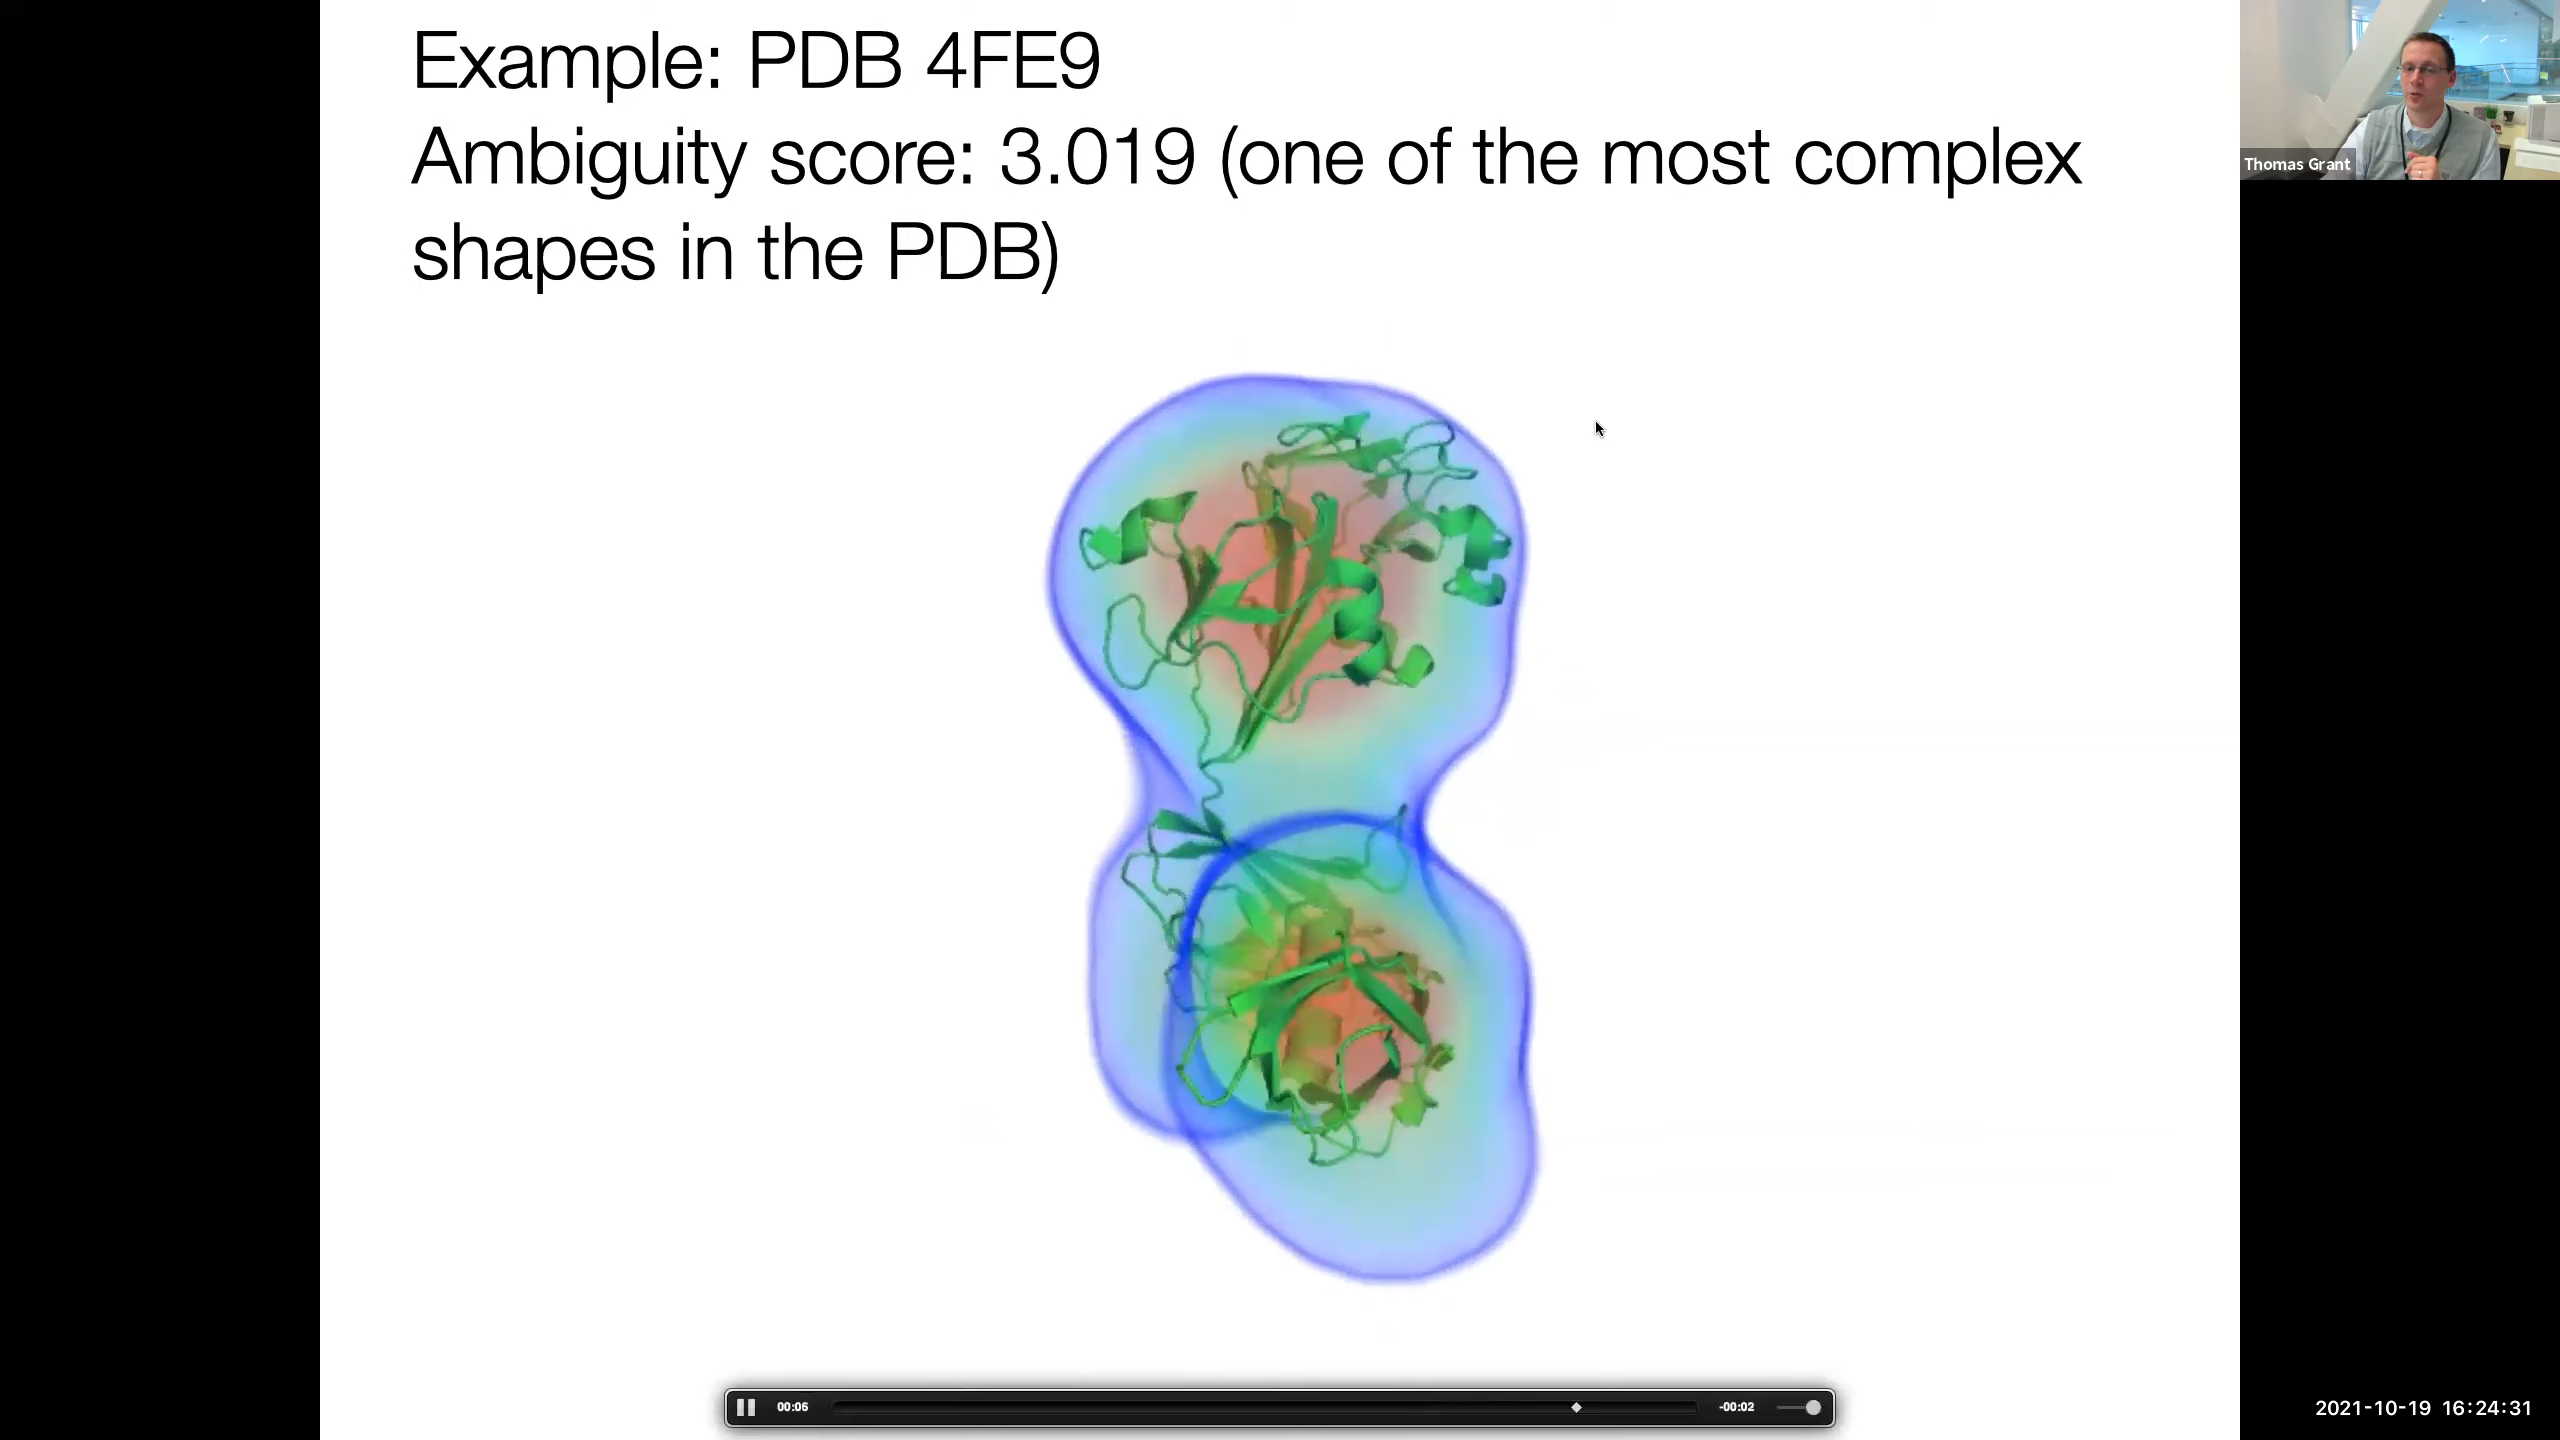 Example: PDB 4FE9
Ambiguity score: 3.019 (one of the most complex
shapes in the PDB)
Thomas Grant
00:06
-00:02
2021-10-19 16:24:31